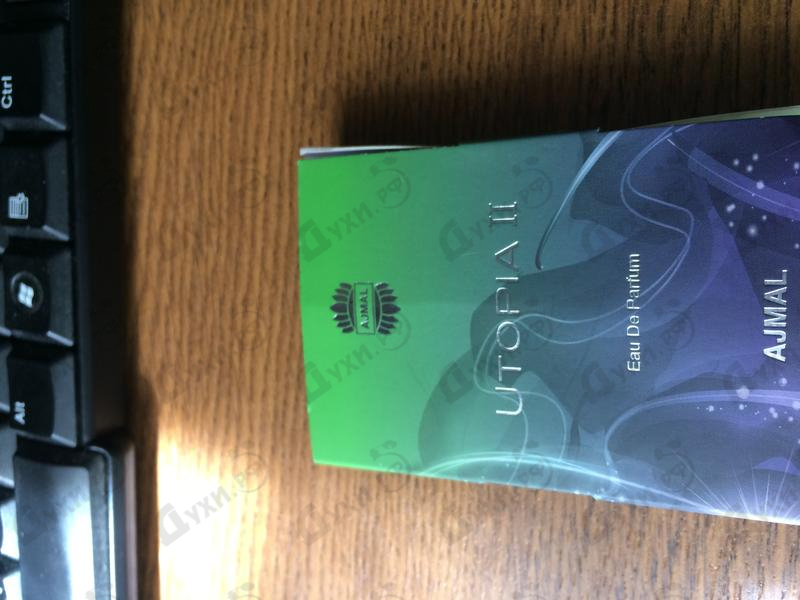 AJMAL
UTOPIA II
Eau De Parfum
AJMAL
Ctrl
Alt
Духи.рф